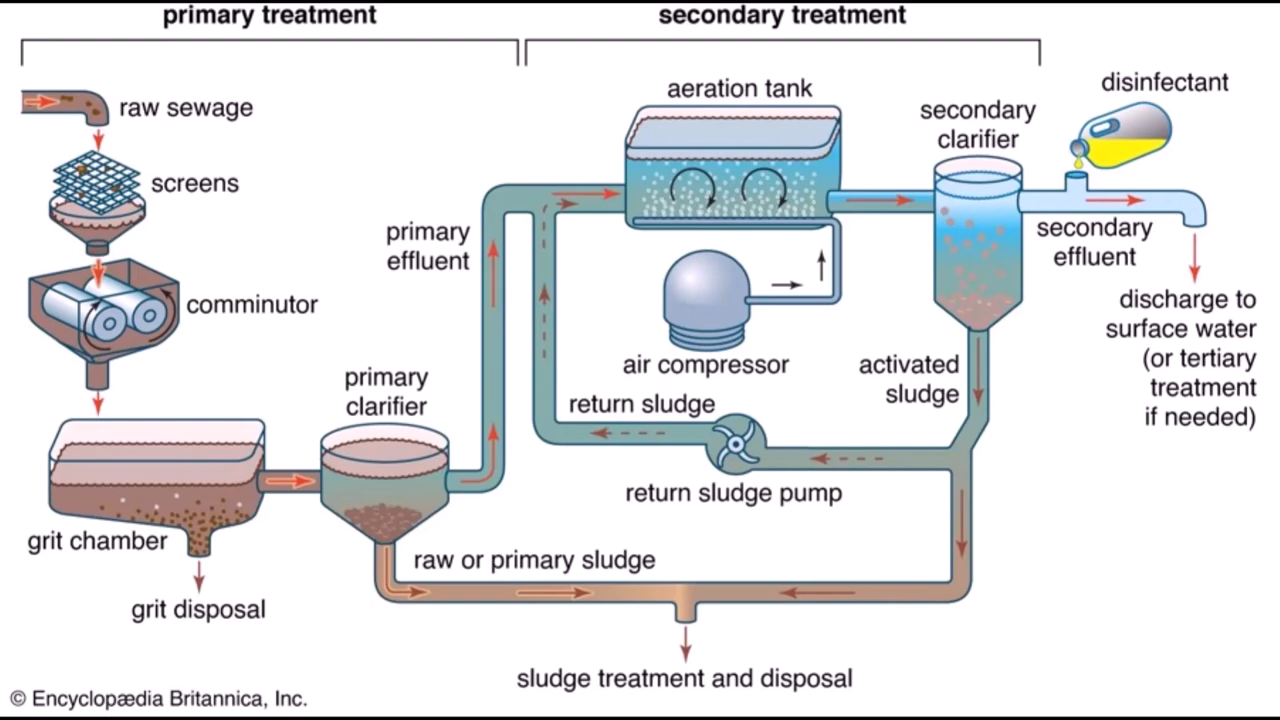 primary treatment
secondary treatment
raw sewage
screens
comminutor
grit chamber
grit disposal
primary
clarifier
raw or primary sludge
primary
effluent
aeration tank
air compressor
return sludge
return sludge pump
secondary
clarifier
activated
sludge
disinfectant
secondary
effluent
discharge to
surface water
(or tertiary
treatment
if needed)
sludge treatment and disposal
© Encyclopædia Britannica, Inc.